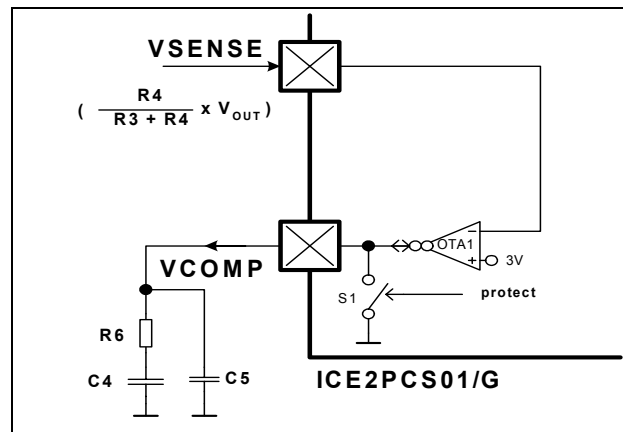 VSENSE
( R4 / R3 + R4 x VOUT )
OTA1
−
+
3V
VCOMP
S1
protect
R6
C4
C5
ICE2PCS01/G